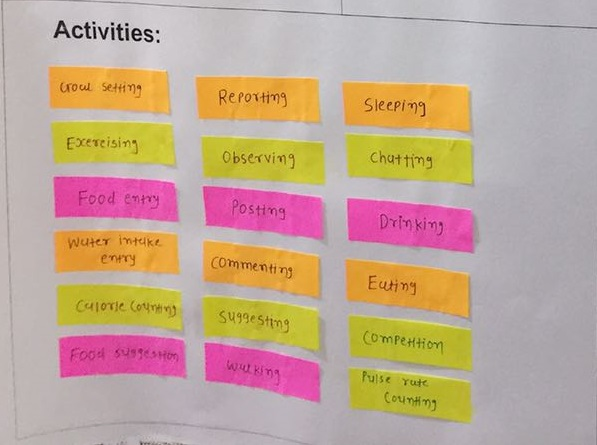 Activities:
Goal setting
Exercising
Food entry
Water intake
entry
Calorie Counting
Food suggestion
Reporting
Observing
Posting
Commenting
Suggesting
Walking
Sleeping
Chatting
Drinking
Eating
Competition
Pulse rate
Counting